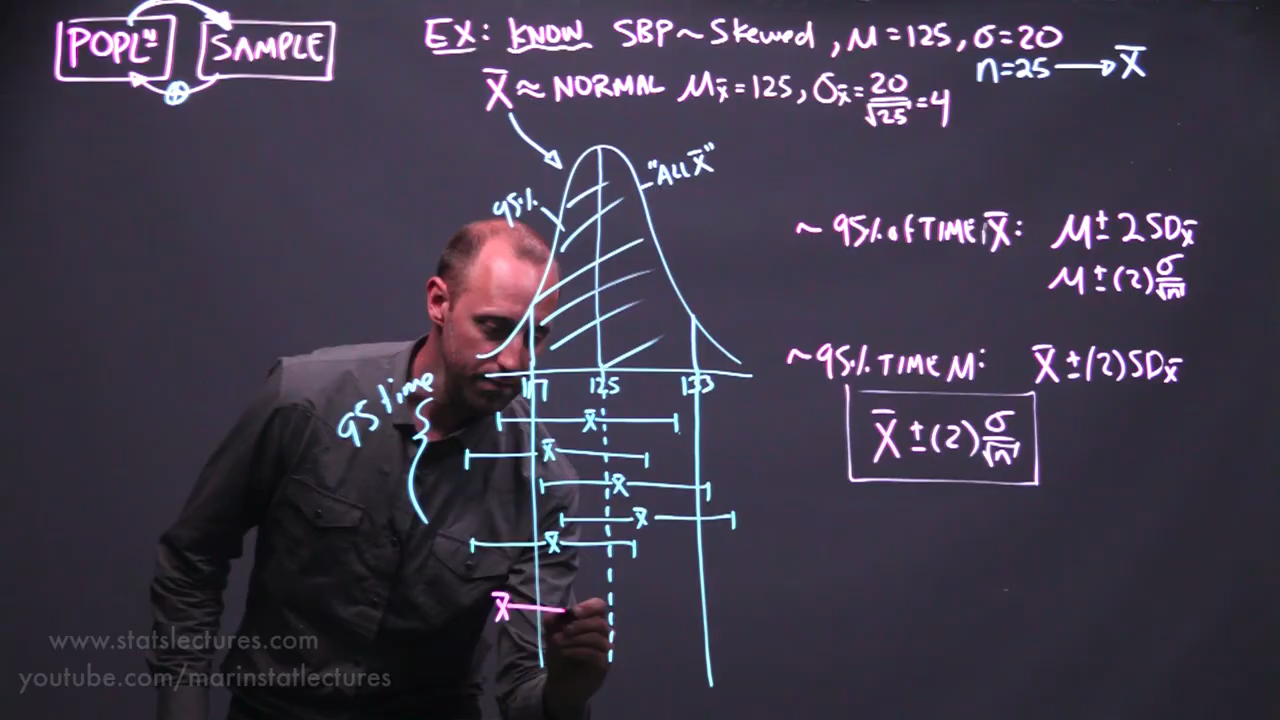 POPLᴺ SAMPLE
⊕
EX: KNOW SBP ~ Skewed, μ=125, σ=20
n=25 → X̄
X̄ ≈ NORMAL μx̄=125, σx̄=20/√25=4
"ALL X̄"
95%
~ 95% of TIME, X̄: μ ± 2SDx̄
μ ± (2) σ/√n
~95% TIME μ: X̄ ± (2) SDx̄
X̄ ± (2) σ/√n
117 125 133
95 time
X̄
X̄
X̄
X̄
X̄
X̄
www.statslectures.com
youtube.com/marinstatlectures